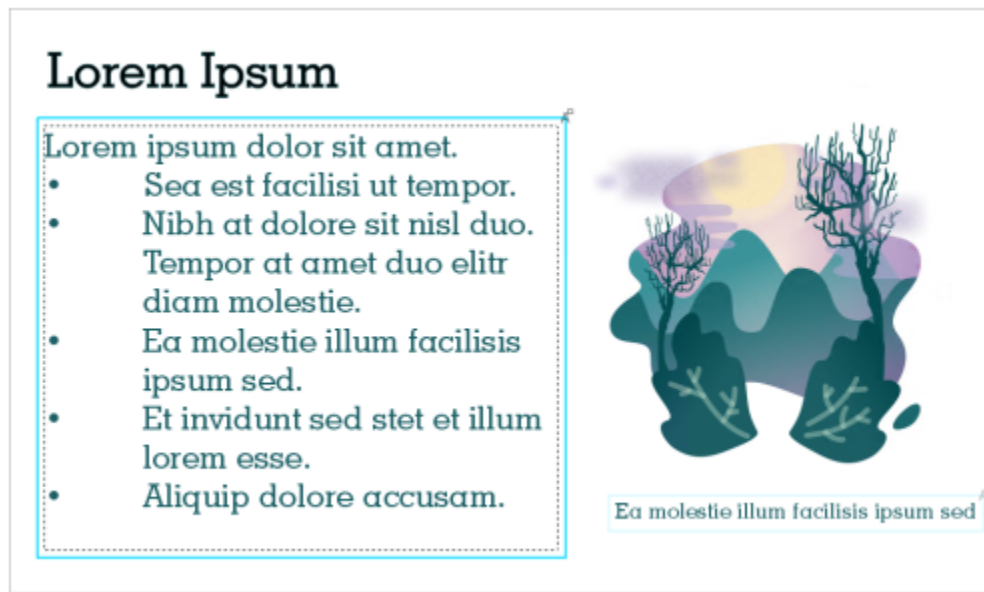 Lorem Ipsum
Lorem ipsum dolor sit amet.
• Sea est facilisi ut tempor.
• Nibh at dolore sit nisl duo.
Tempor at amet duo elitr
diam molestie.
• Ea molestie illum facilisis
ipsum sed.
• Et invidunt sed stet et illum
lorem esse.
• Aliquip dolore accusam.
Ea molestie illum facilisis ipsum sed